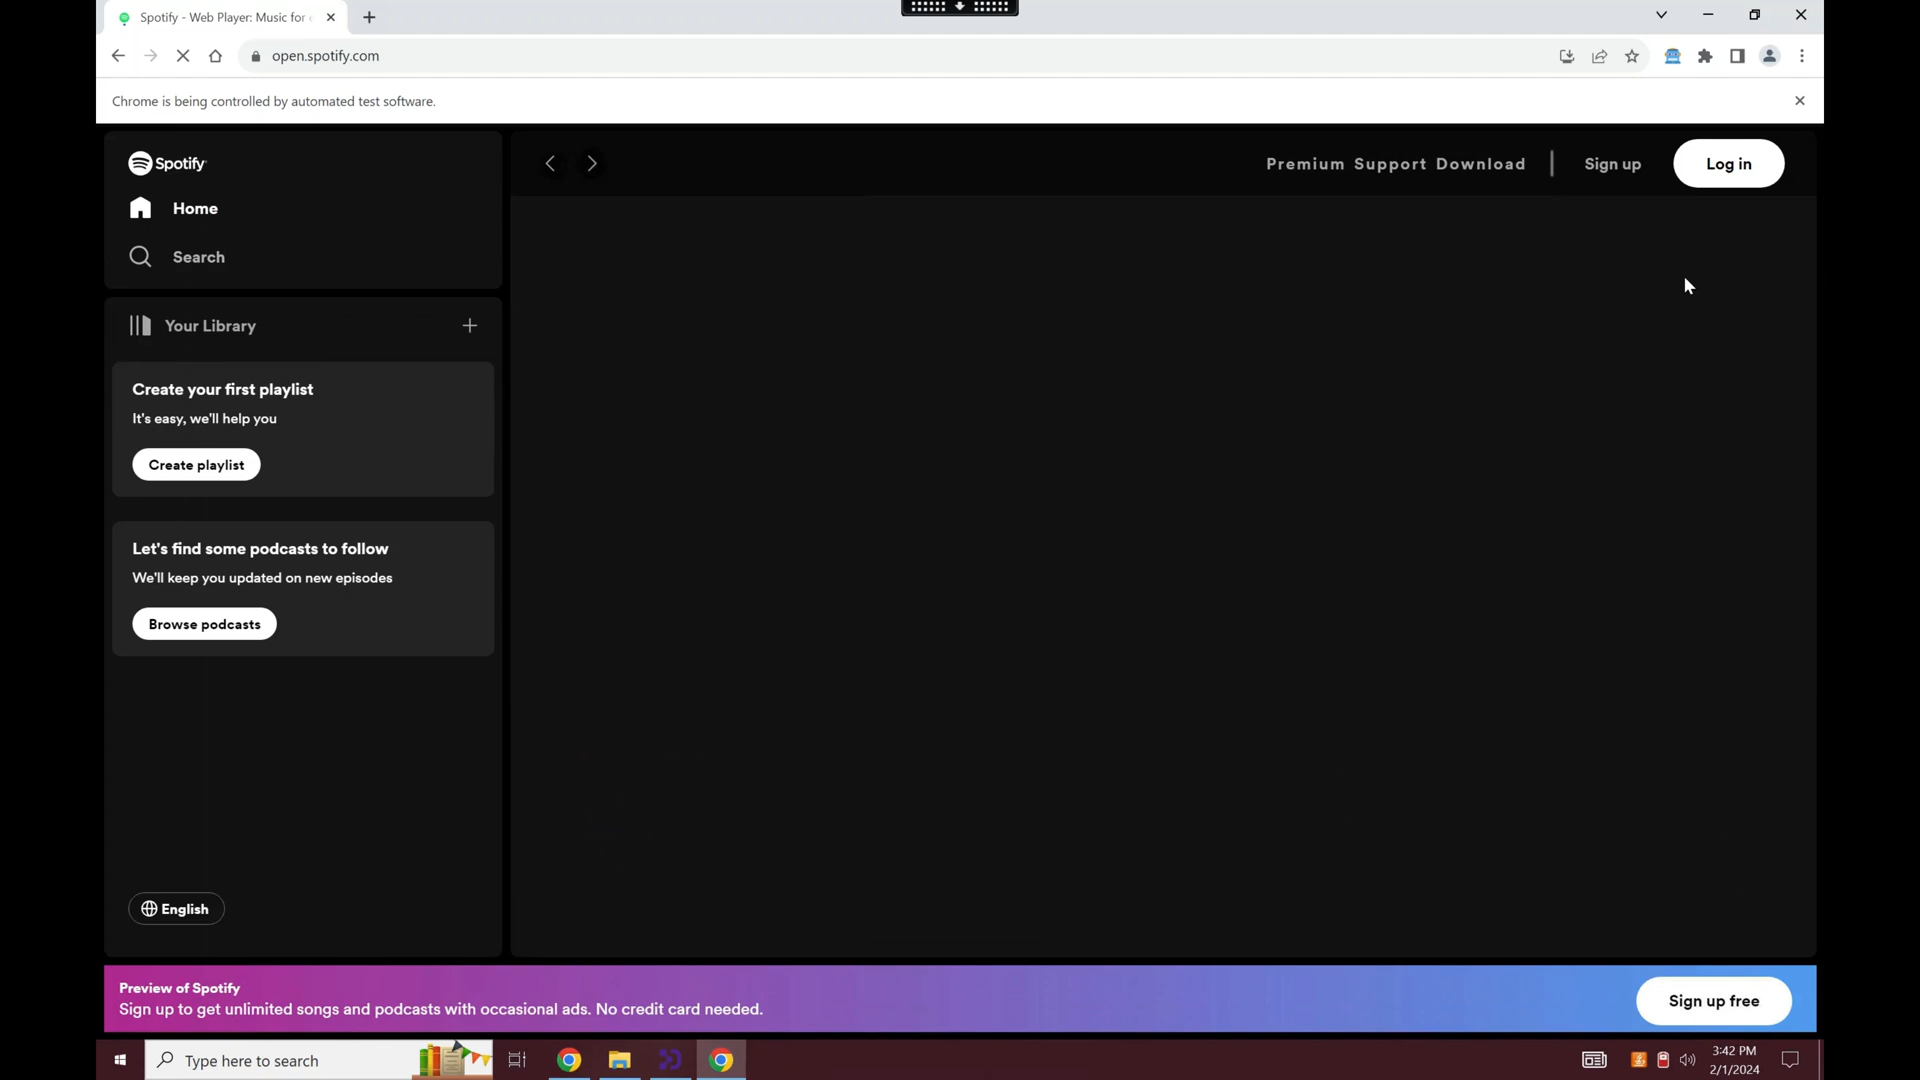 Spotify - Web Player: Music for
open.spotify.com
Chrome is being controlled by automated test software.
Spotify
Premium Support Download
Sign up
Log in
Home
Search
Your Library
Create your first playlist
It's easy, we'll help you
Create playlist
Let's find some podcasts to follow
We'll keep you updated on new episodes
Browse podcasts
English
Preview of Spotify
Sign up to get unlimited songs and podcasts with occasional ads. No credit card needed.
Sign up free
Type here to search
3:42 PM
2/1/2024